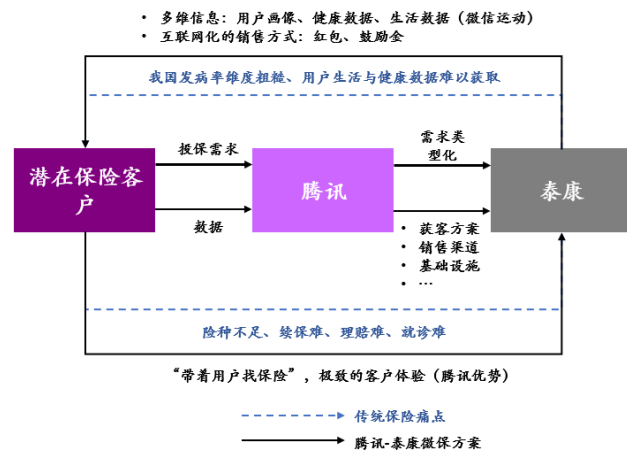 • 多维信息：用户画像、健康数据、生活数据（微信运动）
• 互联网化的销售方式：红包、鼓励金
我国发病率维度粗糙、用户生活与健康数据难以获取
潜在保险客
户
投保需求
数据
腾讯
需求类
型化
• 获客方案
• 销售渠道
• 基础设施
• …
泰康
险种不足、续保难、理赔难、就诊难
“带着用户找保险”，极致的客户体验（腾讯优势）
传统保险痛点
腾讯-泰康微保方案